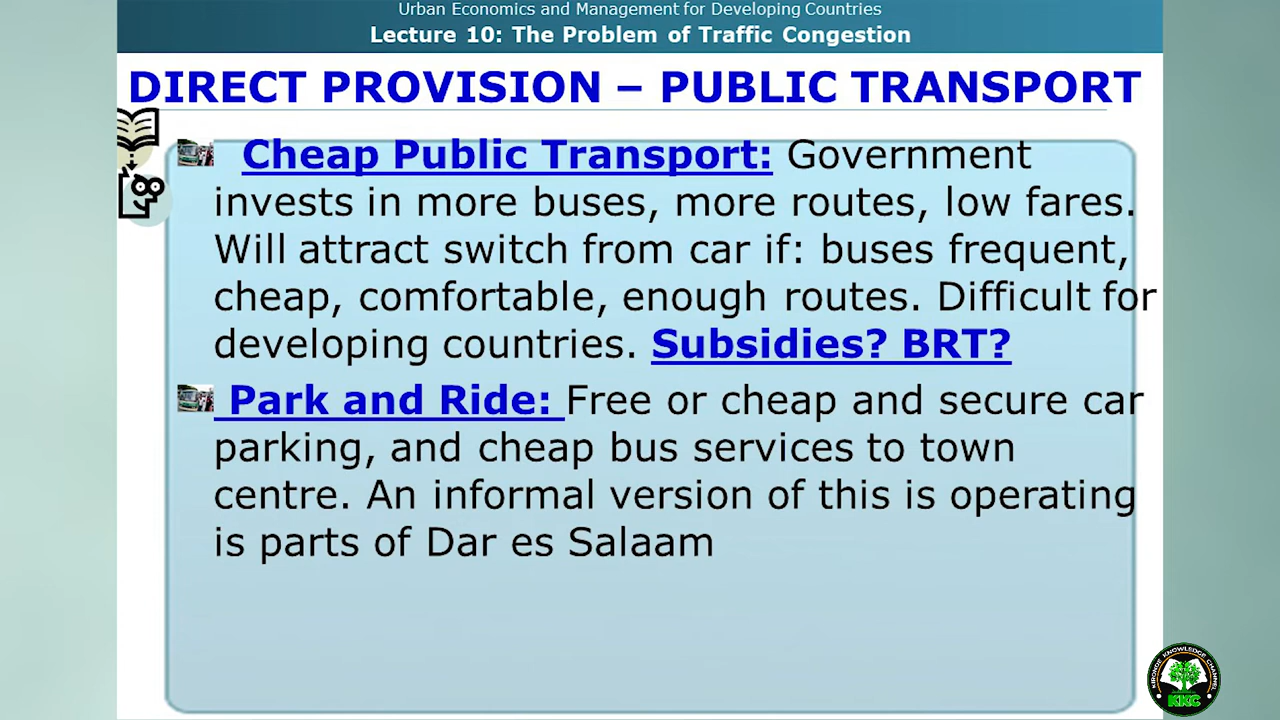 Urban Economics and Management for Developing Countries
Lecture 10: The Problem of Traffic Congestion
DIRECT PROVISION – PUBLIC TRANSPORT
Cheap Public Transport: Government
invests in more buses, more routes, low fares.
Will attract switch from car if: buses frequent,
cheap, comfortable, enough routes. Difficult for
developing countries. Subsidies? BRT?
Park and Ride: Free or cheap and secure car
parking, and cheap bus services to town
centre. An informal version of this is operating
is parts of Dar es Salaam
KIRONDE KNOWLEDGE CHANNEL
KKC